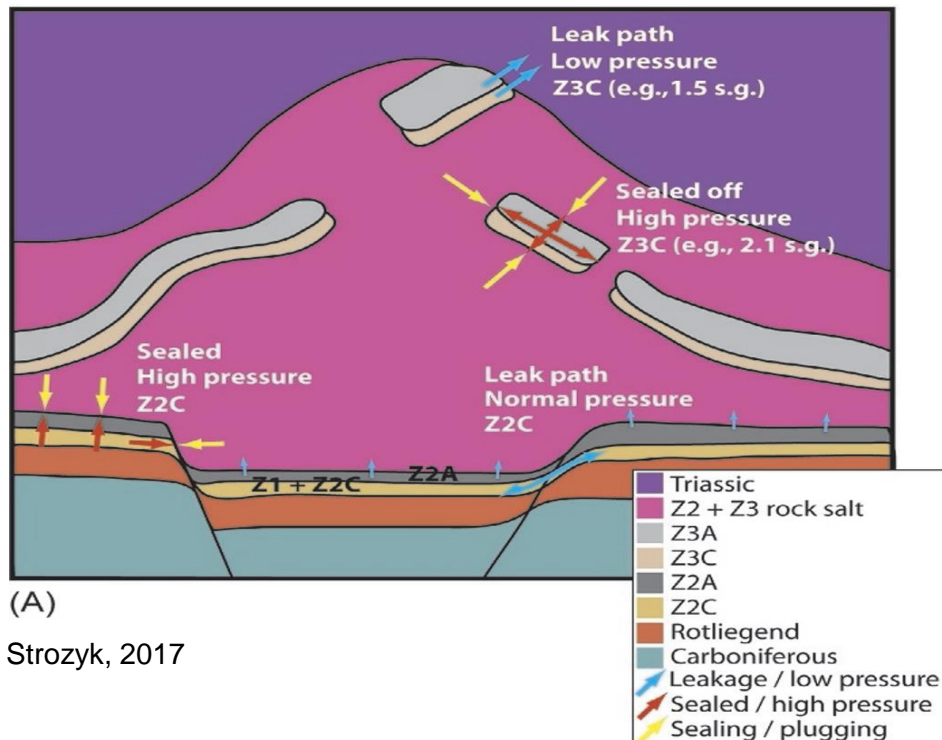 Leak path
Low pressure
Z3C (e.g.,1.5 s.g.)
Sealed off
High pressure
Z3C (e.g., 2.1 s.g.)
Sealed
High pressure
Z2C
Leak path
Normal pressure
Z2C
Z1 + Z2C
Z2A
Triassic
Z2 + Z3 rock salt
Z3A
Z3C
Z2A
Z2C
Rotliegend
Carboniferous
Leakage / low pressure
Sealed / high pressure
Sealing / plugging
(A)
Strozyk, 2017